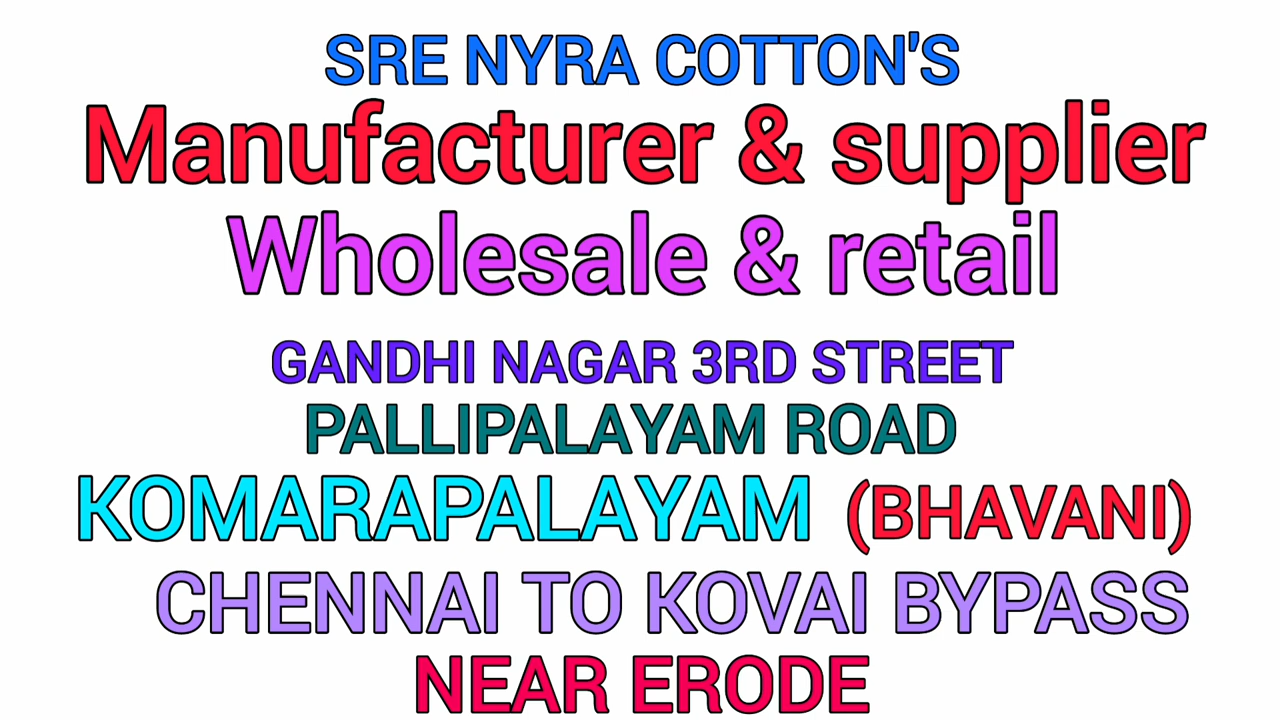 SRE NYRA COTTON'S
Manufacturer & supplier
Wholesale & retail
GANDHI NAGAR 3RD STREET
PALLIPALAYAM ROAD
KOMARAPALAYAM (BHAVANI)
CHENNAI TO KOVAI BYPASS
NEAR ERODE